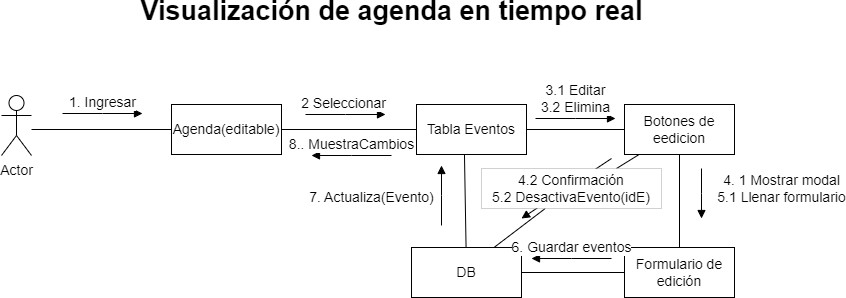 Visualización de agenda en tiempo real
1. Ingresar
2 Seleccionar
3.1 Editar
3.2 Elimina
Agenda(editable)
Tabla Eventos
Botones de
eedicion
Actor
8.. MuestraCambios
7. Actualiza(Evento)
4.2 Confirmación
5.2 DesactivaEvento(idE)
4. 1 Mostrar modal
5.1 Llenar formulario
6. Guardar eventos
DB
Formulario de
edición